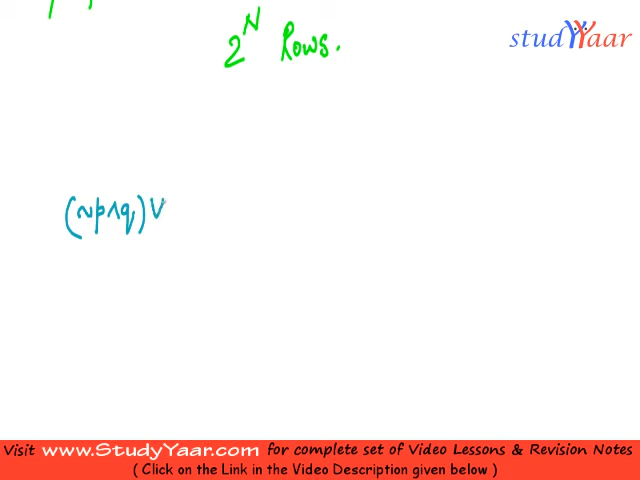 2^N Rows.
studYYaar
(~p∧q)∨
Visit www.StudyYaar.com for complete set of Video Lessons & Revision Notes
( Click on the Link in the Video Description given below )